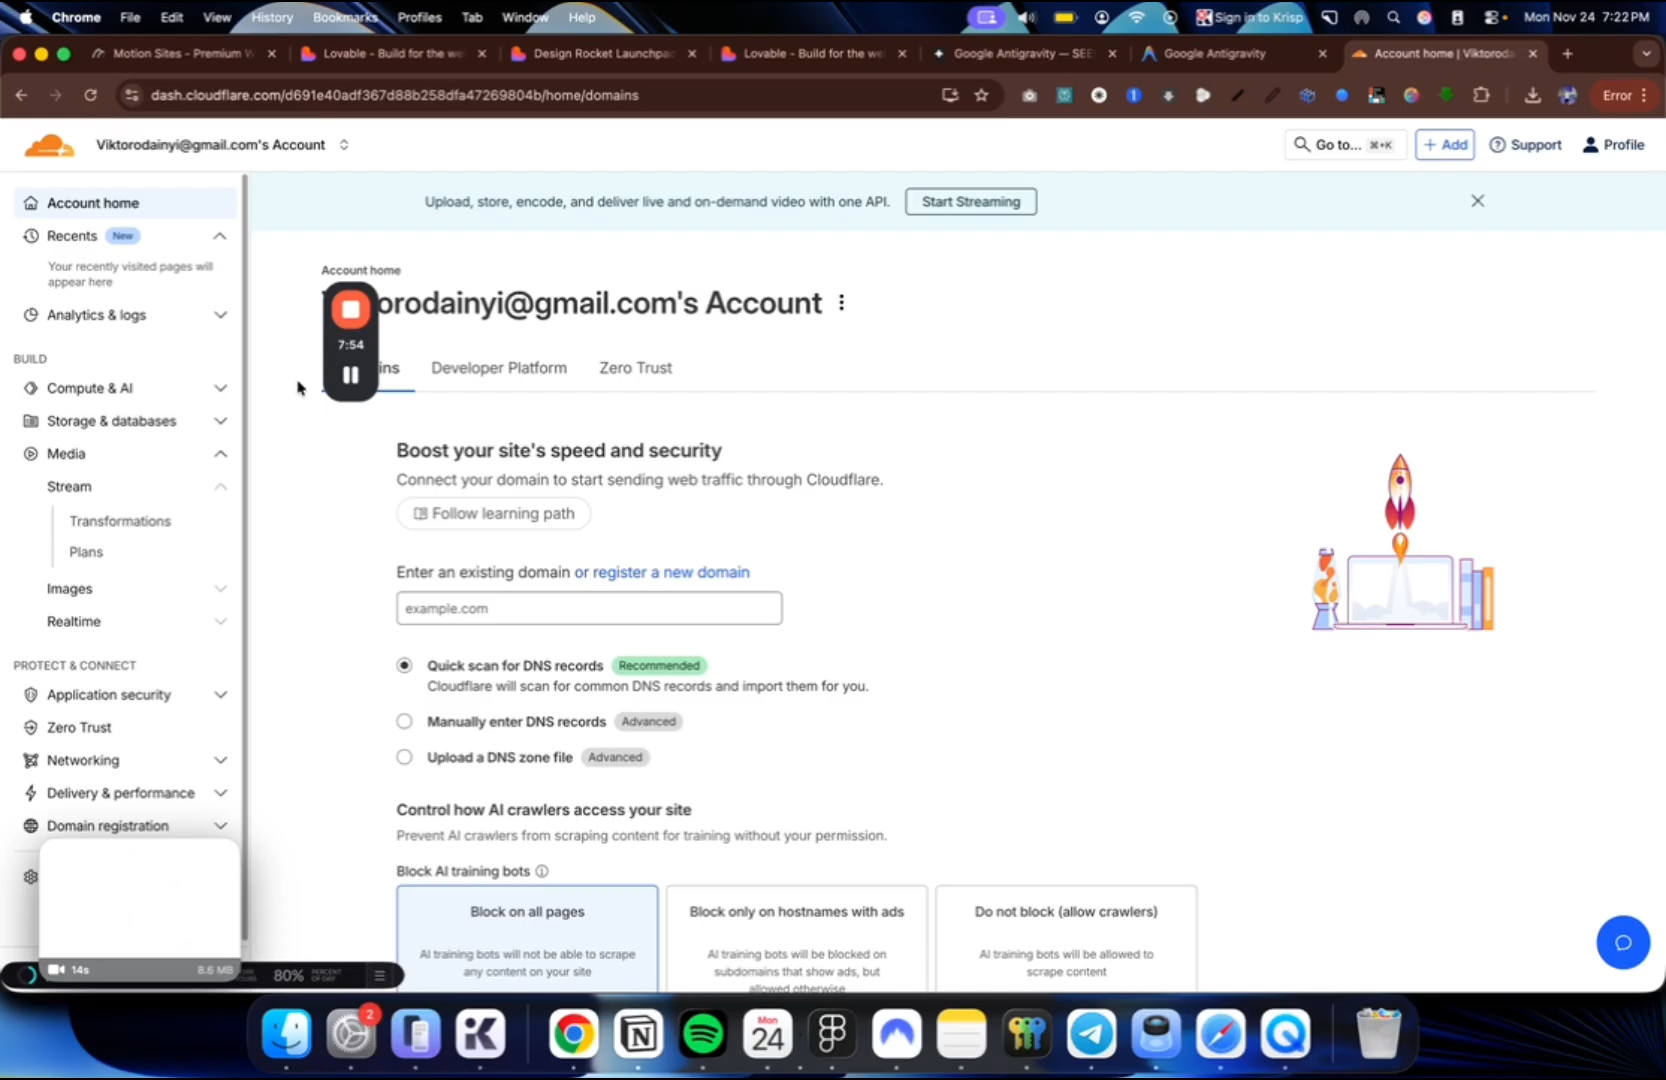 Chrome File Edit View History Bookmarks Profiles Tab Window Help Sign in to Krisp Mon Nov 24 7:22 PM
Motion Sites - Premium W Lovable - Build for the we Design Rocket Launchpa Lovable - Build for the we Google Antigravity — SEE Google Antigravity Account home | Viktoroda
dash.cloudflare.com/d691e40adf367d88b258dfa47269804b/home/domains Error
Viktorodainyi@gmail.com's Account Go to... ⌘+K + Add Support Profile
Upload, store, encode, and deliver live and on-demand video with one API. Start Streaming
Account home
Recents New
Your recently visited pages will
appear here
Analytics & logs
BUILD
Compute & AI
Storage & databases
Media
Stream
Transformations
Plans
Images
Realtime
PROTECT & CONNECT
Application security
Zero Trust
Networking
Delivery & performance
Domain registration
14s 8.6 MB
80% PERCENT
OF DAY
Account home
orodainyi@gmail.com's Account
7:54
ins Developer Platform Zero Trust
Boost your site's speed and security
Connect your domain to start sending web traffic through Cloudflare.
Follow learning path
Enter an existing domain or register a new domain
example.com
Quick scan for DNS records Recommended
Cloudflare will scan for common DNS records and import them for you.
Manually enter DNS records Advanced
Upload a DNS zone file Advanced
Control how AI crawlers access your site
Prevent AI crawlers from scraping content for training without your permission.
Block AI training bots
Block on all pages
AI training bots will not be able to scrape
any content on your site
Block only on hostnames with ads
AI training bots will be blocked on
subdomains that show ads, but
allowed otherwise
Do not block (allow crawlers)
AI training bots will be allowed to
scrape content
2
Mon
24